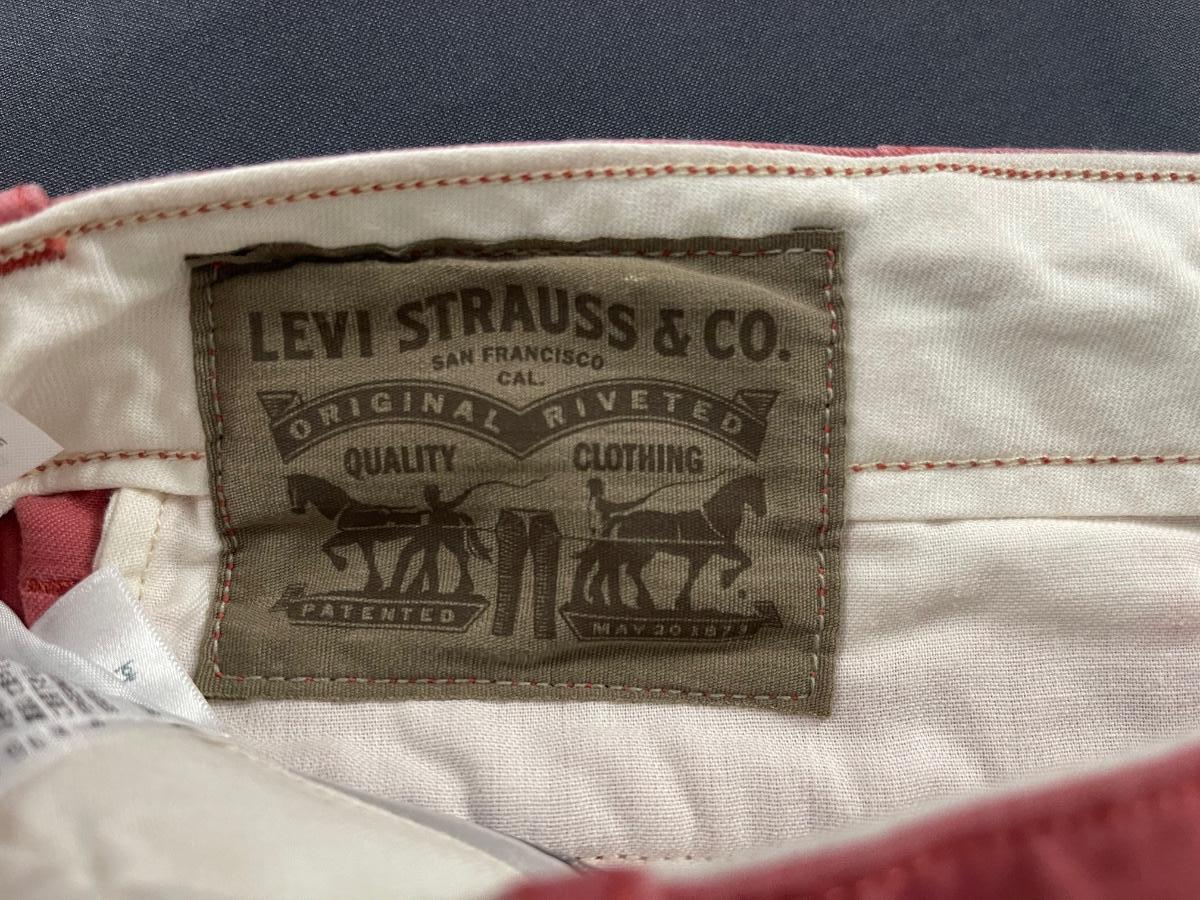 LEVI STRAUSS & CO.
SAN FRANCISCO
CAL.
ORIGINAL RIVETED
QUALITY CLOTHING
PATENTED
MAY 20 1873